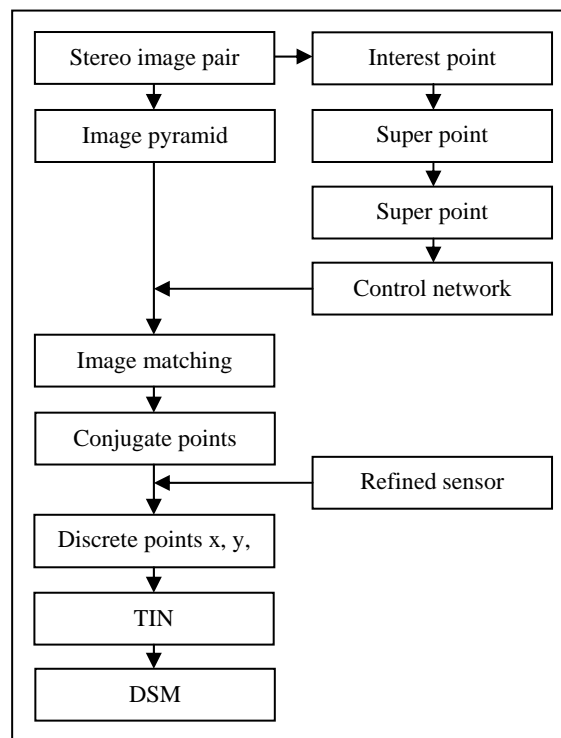 Stereo image pair
Interest point
Image pyramid
Super point
Super point
Control network
Image matching
Conjugate points
Refined sensor
Discrete points x, y,
TIN
DSM